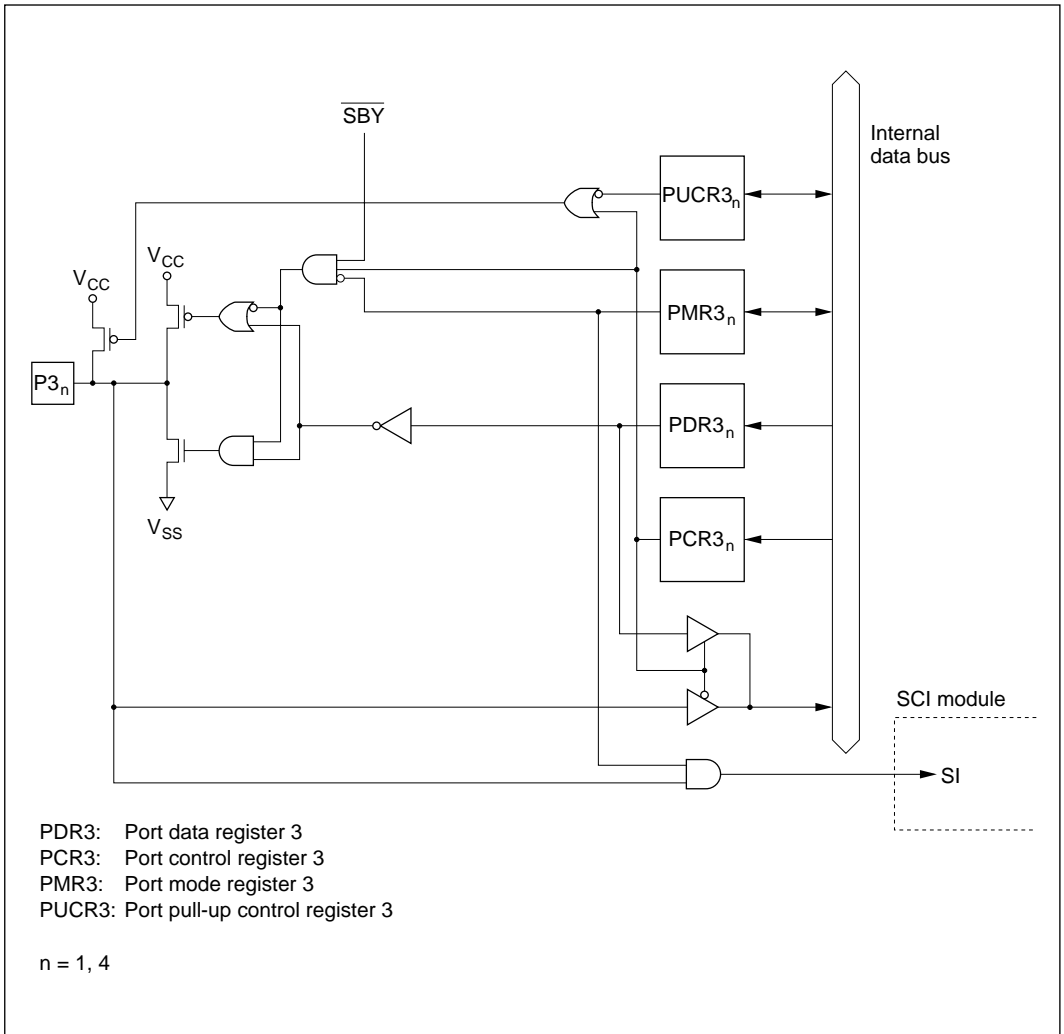 SBY
Internal
data bus
PUCR3n
VCC
VCC
PMR3n
P3n
PDR3n
VSS
PCR3n
SCI module
SI
PDR3: Port data register 3
PCR3: Port control register 3
PMR3: Port mode register 3
PUCR3: Port pull-up control register 3
n = 1, 4